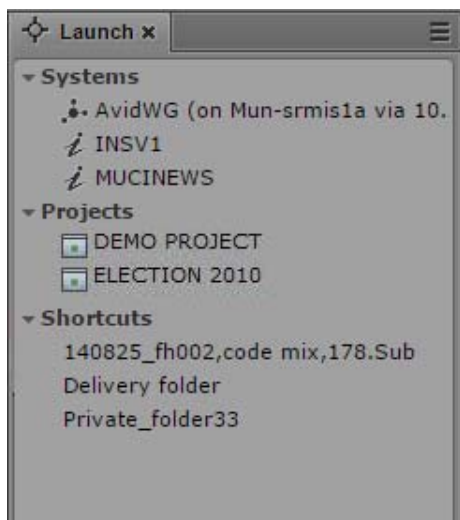 Launch
Systems
AvidWG (on Mun-srmis1a via 10.
INSV1
MUCINEWS
Projects
DEMO PROJECT
ELECTION 2010
Shortcuts
140825_fh002,code mix,178.Sub
Delivery folder
Private_folder33